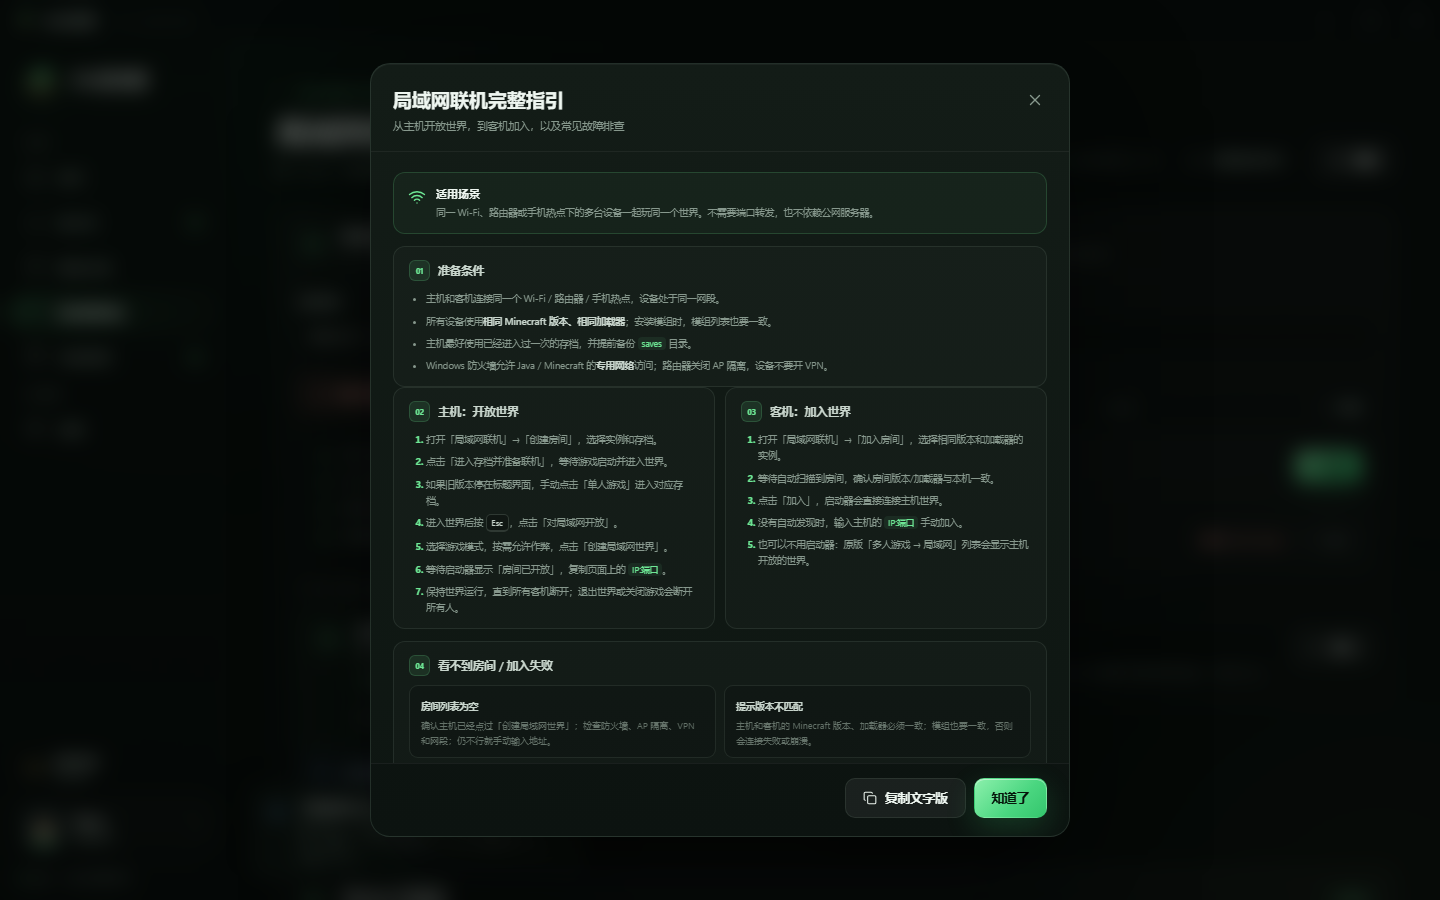 局域网联机完整指引
从主机开放世界，到客机加入，以及常见故障排查
适用场景
同一 Wi-Fi、路由器或手机热点下的多台设备一起玩同一个世界。不需要端口转发，也不依赖公网服务器。
01 准备条件
• 主机和客机连接同一个 Wi-Fi / 路由器 / 手机热点，设备处于同一网段。
• 所有设备使用相同 Minecraft 版本、相同加载器；安装模组时，模组列表也要一致。
• 主机最好使用已经进入过一次的存档，并提前备份 saves 目录。
• Windows 防火墙允许 Java / Minecraft 的专用网络访问；路由器关闭 AP 隔离，设备不要开 VPN。
02 主机：开放世界
1. 打开「局域网联机」→「创建房间」，选择实例和存档。
2. 点击「进入存档并准备联机」，等待游戏启动并进入世界。
3. 如果旧版本停在标题界面，手动点击「单人游戏」进入对应存
档。
4. 进入世界后按 Esc，点击「对局域网开放」。
5. 选择游戏模式，按需允许作弊，点击「创建局域网世界」。
6. 等待启动器显示「房间已开放」，复制页面上的 IP:端口。
7. 保持世界运行，直到所有客机断开；退出世界或关闭游戏会断开
所有人。
03 客机：加入世界
1. 打开「局域网联机」→「加入房间」，选择相同版本和加载器的
实例。
2. 等待自动扫描到房间，确认房间版本/加载器与本机一致。
3. 点击「加入」，启动器会直接连接主机世界。
4. 没有自动发现时，输入主机的 IP:端口 手动加入。
5. 也可以不用启动器：原版「多人游戏 → 局域网」列表会显示主机
开放的世界。
04 看不到房间 / 加入失败
房间列表为空
确认主机已经点过「创建局域网世界」；检查防火墙、AP 隔离、VPN
和网段；仍不行就手动输入地址。
提示版本不匹配
主机和客机的 Minecraft 版本、加载器必须一致；模组也要一致，否则
会连接失败或崩溃。
复制文字版
知道了